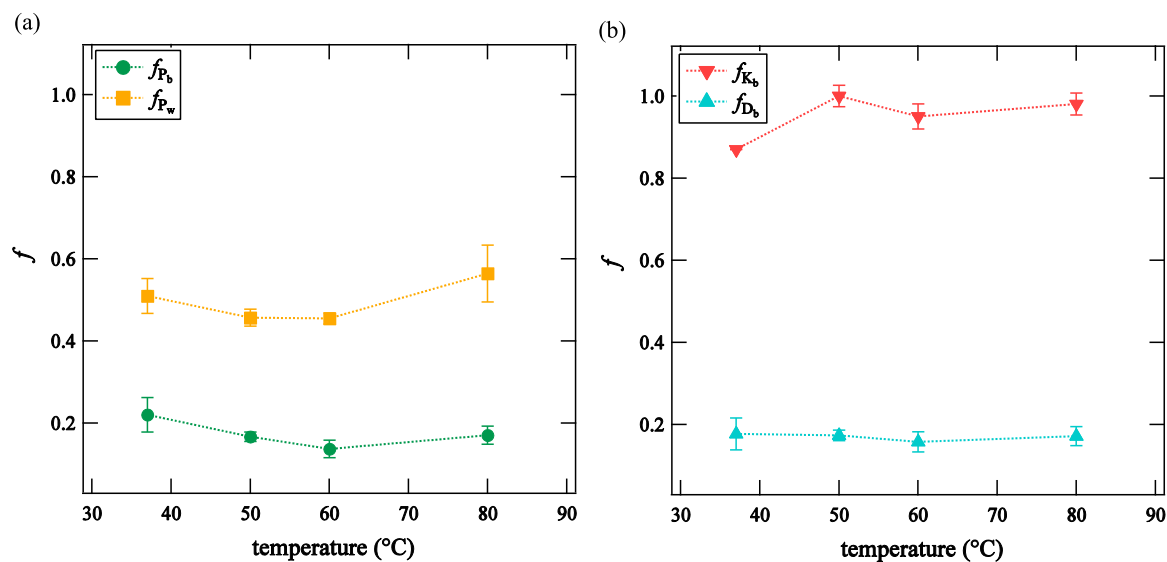 (a)
f_{P_b}
f_{P_w}
1.0
0.8
0.6
0.4
0.2
f
30 40 50 60 70 80 90
temperature (°C)
(b)
f_{K_b}
f_{D_b}
1.0
0.8
0.6
0.4
0.2
f
30 40 50 60 70 80 90
temperature (°C)